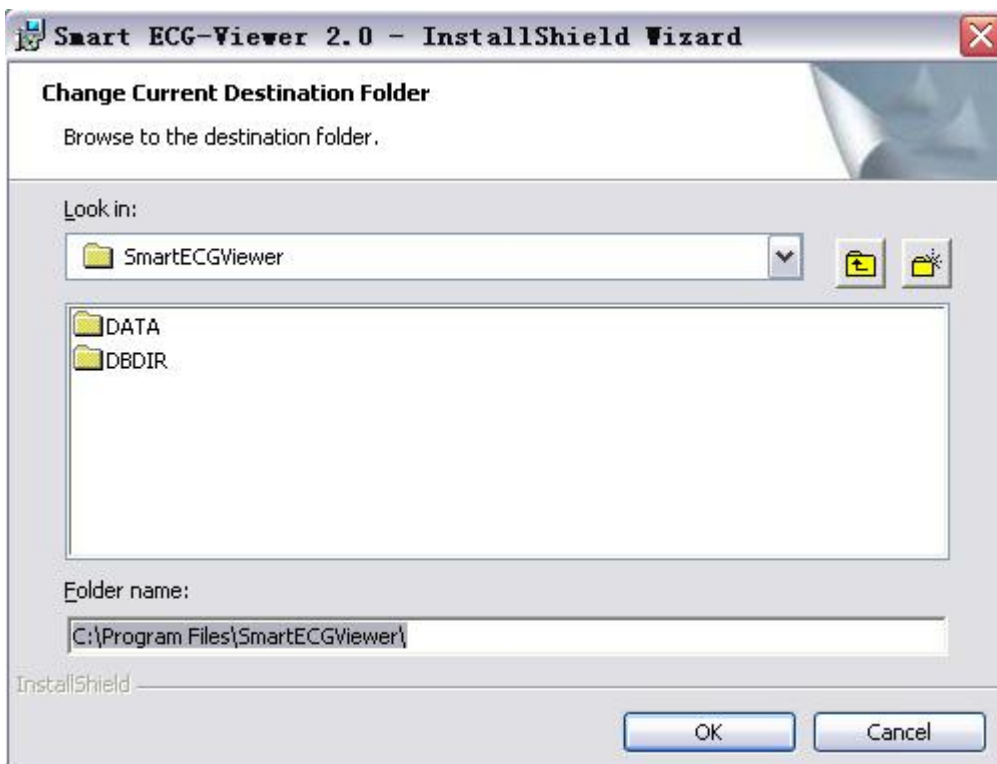 Smart ECG-Viewer 2.0 - InstallShield Wizard
Change Current Destination Folder
Browse to the destination folder.
Look in:
SmartECGViewer
DATA
DBDIR
Folder name:
C:\Program Files\SmartECGViewer\
InstallShield
OK Cancel